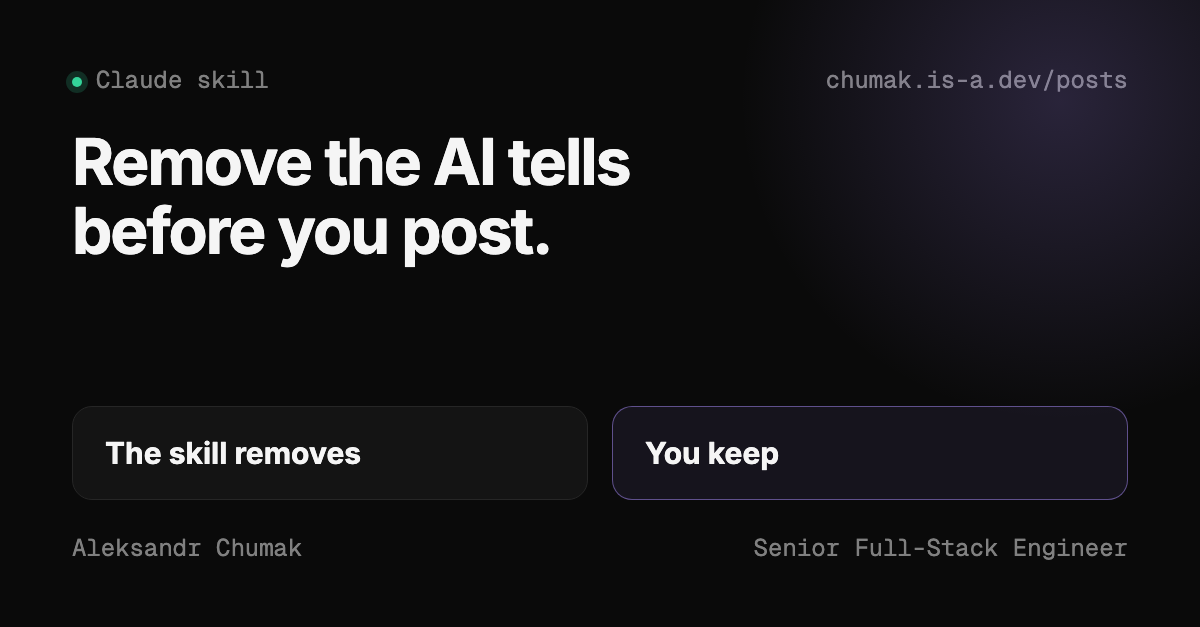 Claude skill
chumak.is-a.dev/posts
Remove the AI tells
before you post.
The skill removes
You keep
Aleksandr Chumak
Senior Full-Stack Engineer